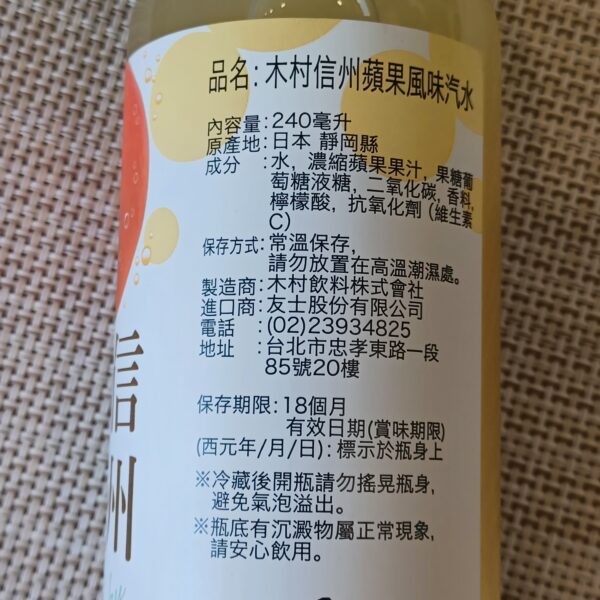 品名:木村信州蘋果風味汽水
內容量:240毫升
原產地:日本 靜岡縣
成分 :水, 濃縮蘋果果汁, 果糖葡
萄糖液糖, 二氧化碳, 香料,
檸檬酸, 抗氧化劑 (維生素
C)
保存方式:常溫保存,
請勿放置在高溫潮濕處。
製造商:木村飲料株式會社
進口商:友士股份有限公司
電話 :(02)23934825
地址 :台北市忠孝東路一段
85號20樓
保存期限:18個月
有效日期(賞味期限)
(西元年/月/日):標示於瓶身上
※冷藏後開瓶請勿搖晃瓶身,
避免氣泡溢出。
※瓶底有沉澱物屬正常現象,
請安心飲用。
信
州